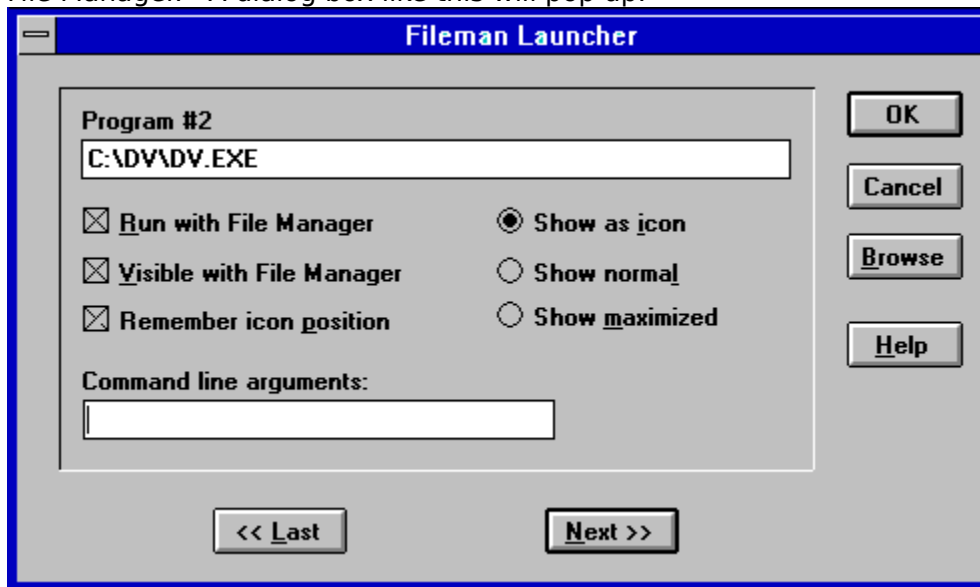 File Manager. A dialog box like this will pop up:
Fileman Launcher
Program #2
C:\DV\DV.EXE
Run with File Manager
Visible with File Manager
Remember icon position
Show as icon
Show normal
Show maximized
Command line arguments:
<< Last
Next >>
OK
Cancel
Browse
Help